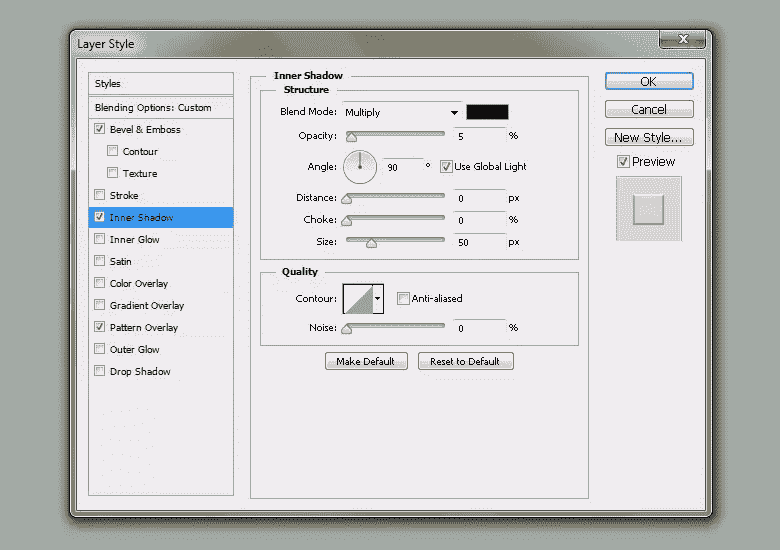 Layer Style
x
Styles
Blending Options: Custom
Bevel & Emboss
Contour
Texture
Stroke
Inner Shadow
Inner Glow
Satin
Color Overlay
Gradient Overlay
Pattern Overlay
Outer Glow
Drop Shadow
Inner Shadow
Structure
Blend Mode: Multiply
Opacity: 5 %
Angle: 90 ° Use Global Light
Distance: 0 px
Choke: 0 %
Size: 50 px
Quality
Contour: Anti-aliased
Noise: 0 %
Make Default Reset to Default
OK
Cancel
New Style...
Preview